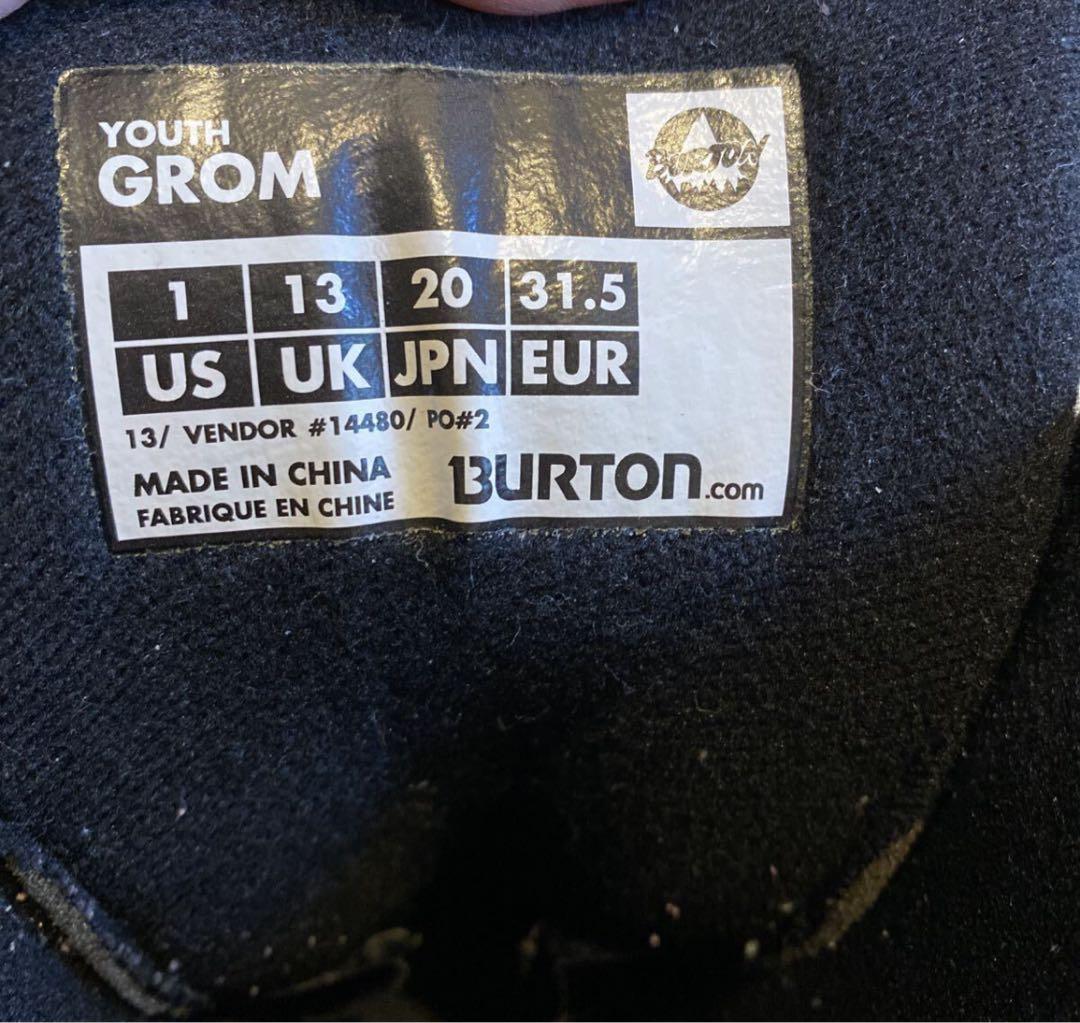 YOUTH
GROM
BURTON
1 13 20 31.5
US UK JPN EUR
13/ VENDOR #14480/ PO#2
MADE IN CHINA
FABRIQUE EN CHINE
BURTON.com